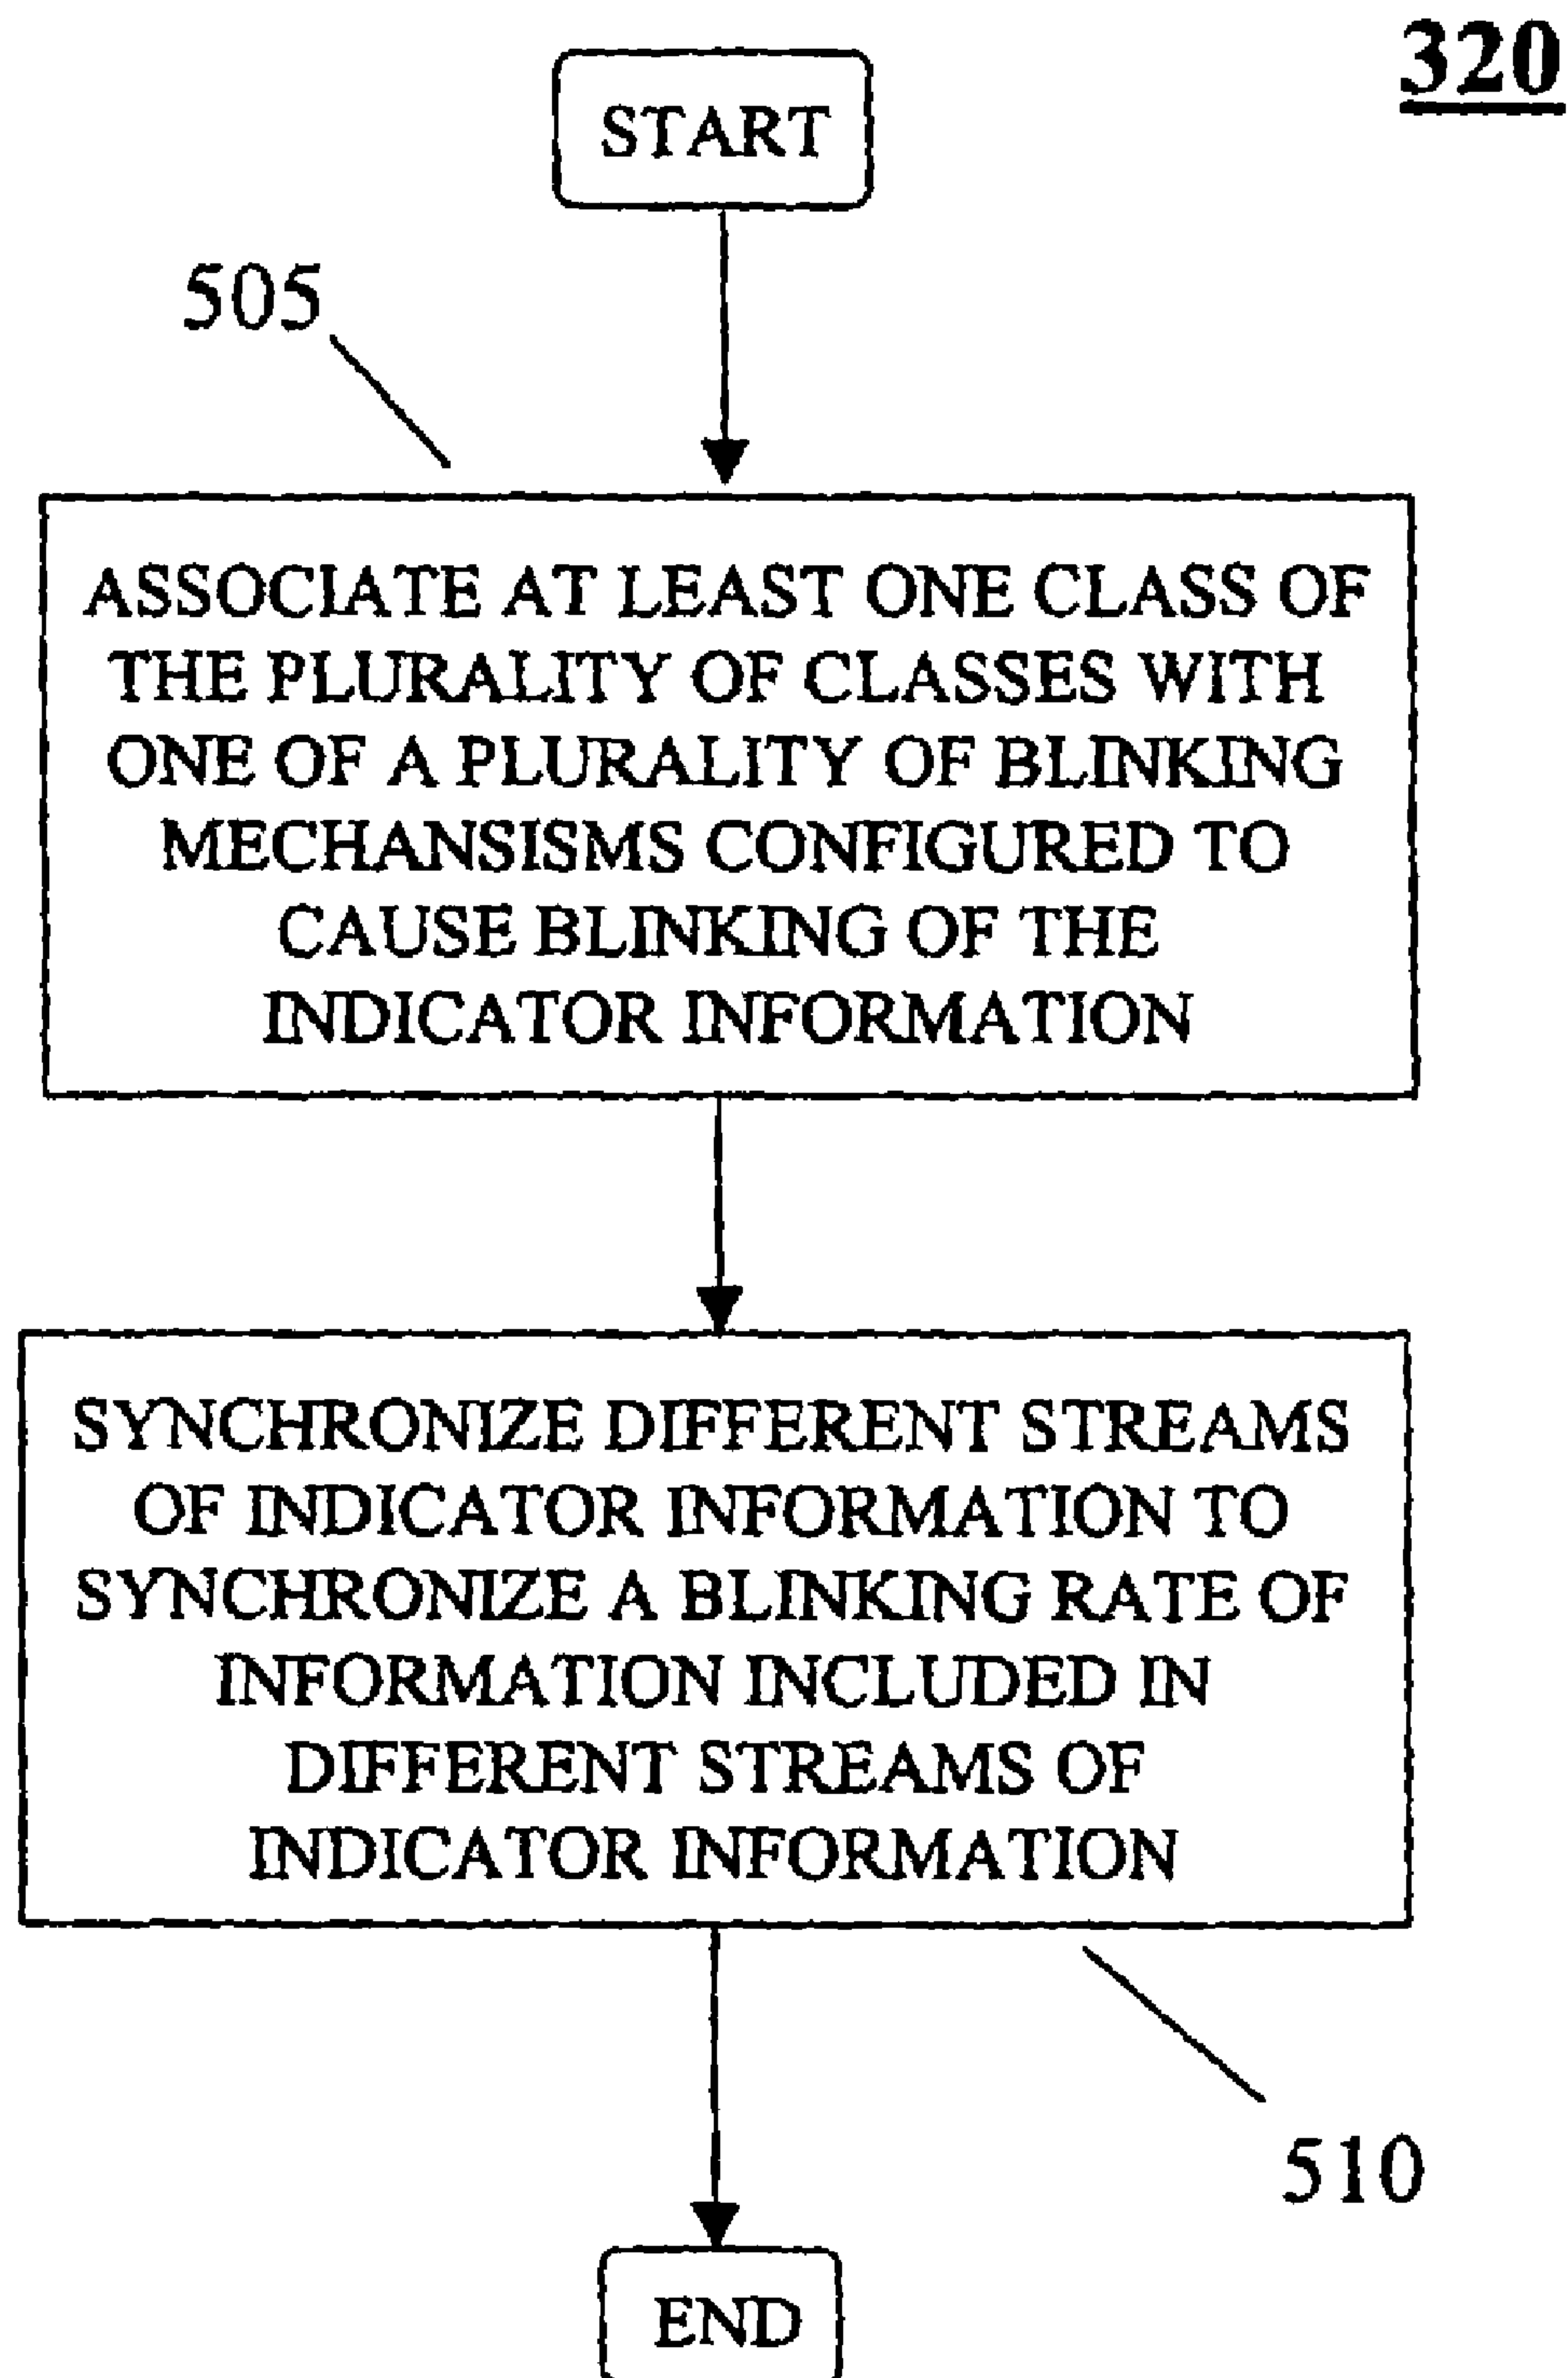 320
START
505
ASSOCIATE AT LEAST ONE CLASS OF
THE PLURALITY OF CLASSES WITH
ONE OF A PLURALITY OF BLINKING
MECHANSISMS CONFIGURED TO
CAUSE BLINKING OF THE
INDICATOR INFORMATION
SYNCHRONIZE DIFFERENT STREAMS
OF INDICATOR INFORMATION TO
SYNCHRONIZE A BLINKING RATE OF
INFORMATION INCLUDED IN
DIFFERENT STREAMS OF
INDICATOR INFORMATION
510
END